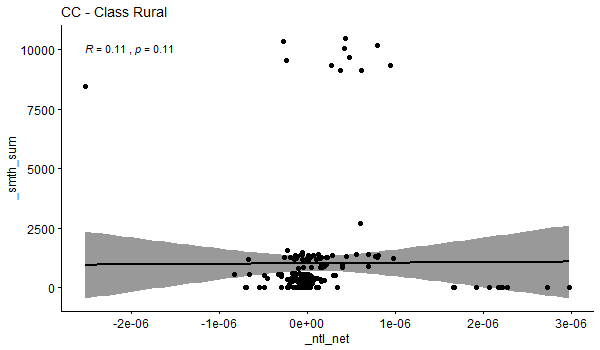 CC - Class Rural
R = 0.11 , p = 0.11
10000
7500
5000
2500
0
_smth_sum
-2e-06
-1e-06
0e+00
1e-06
2e-06
3e-06
_ntl_net